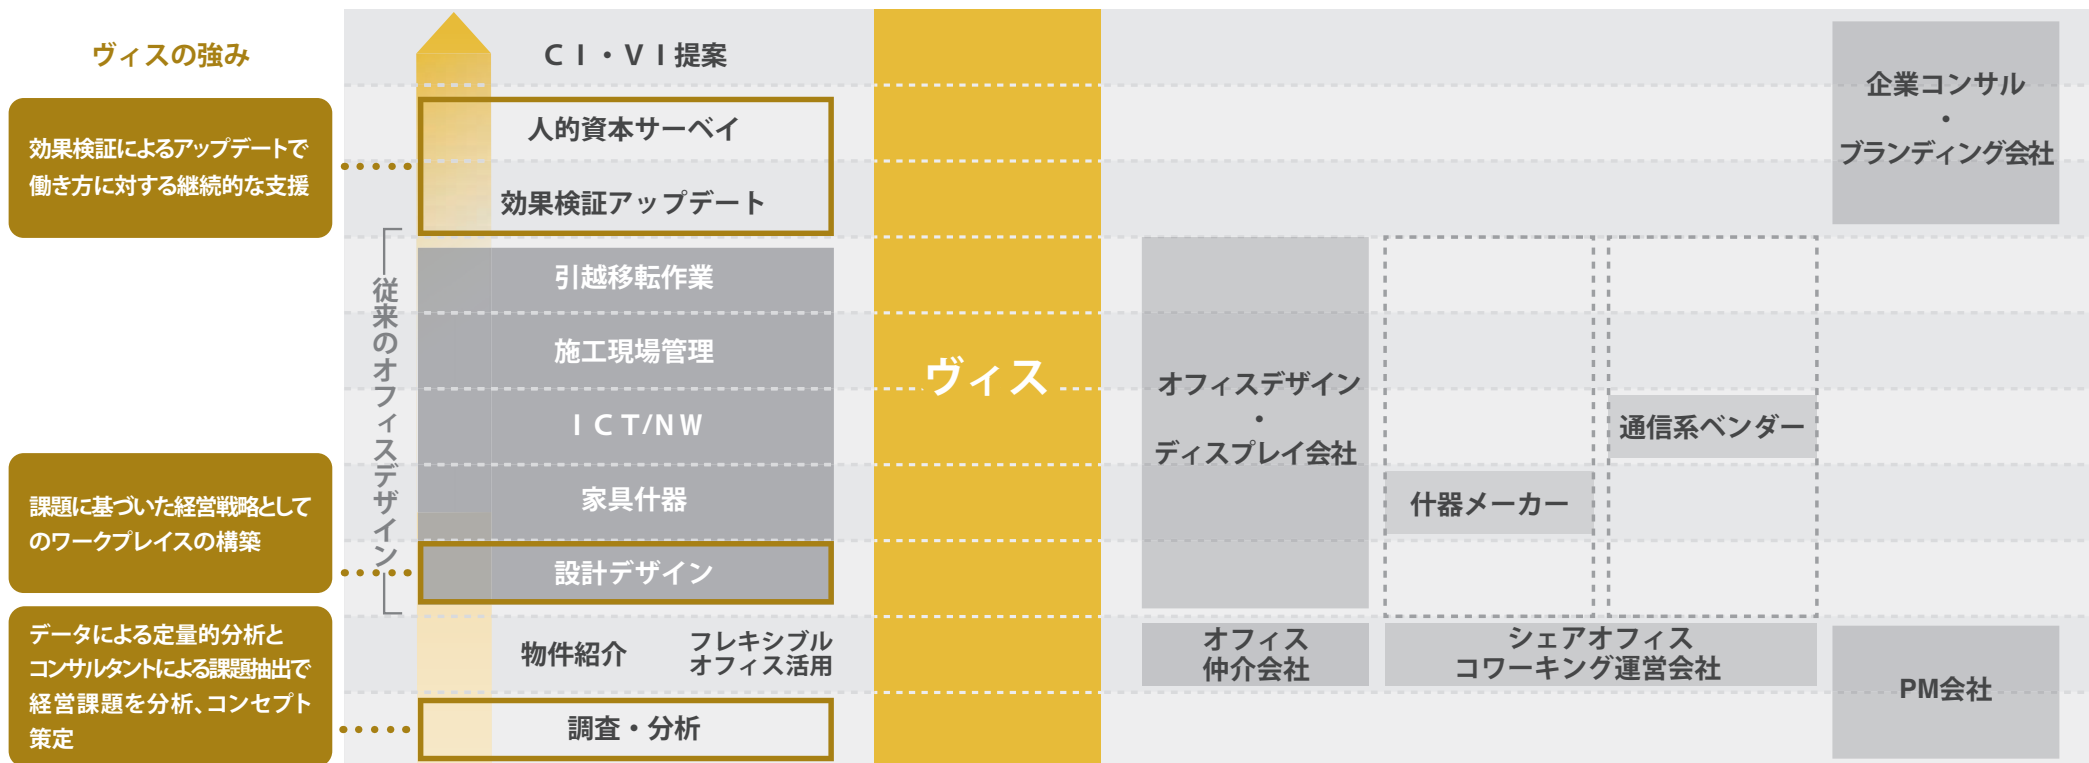 ヴィスの強み
効果検証によるアップデートで
働き方に対する継続的な支援
課題に基づいた経営戦略として
のワークプレイスの構築
データによる定量的分析と
コンサルタントによる課題抽出で
経営課題を分析、コンセプト
策定
従来のオフィスデザイン
ＣＩ・ＶＩ提案
人的資本サーベイ
効果検証アップデート
引越移転作業
施工現場管理
ＩＣＴ/ＮＷ
家具什器
設計デザイン
物件紹介
フレキシブル
オフィス活用
調査・分析
ヴィス
オフィスデザイン
・
ディスプレイ会社
什器メーカー
通信系ベンダー
オフィス
仲介会社
シェアオフィス
コワーキング運営会社
企業コンサル
・
ブランディング会社
PM会社